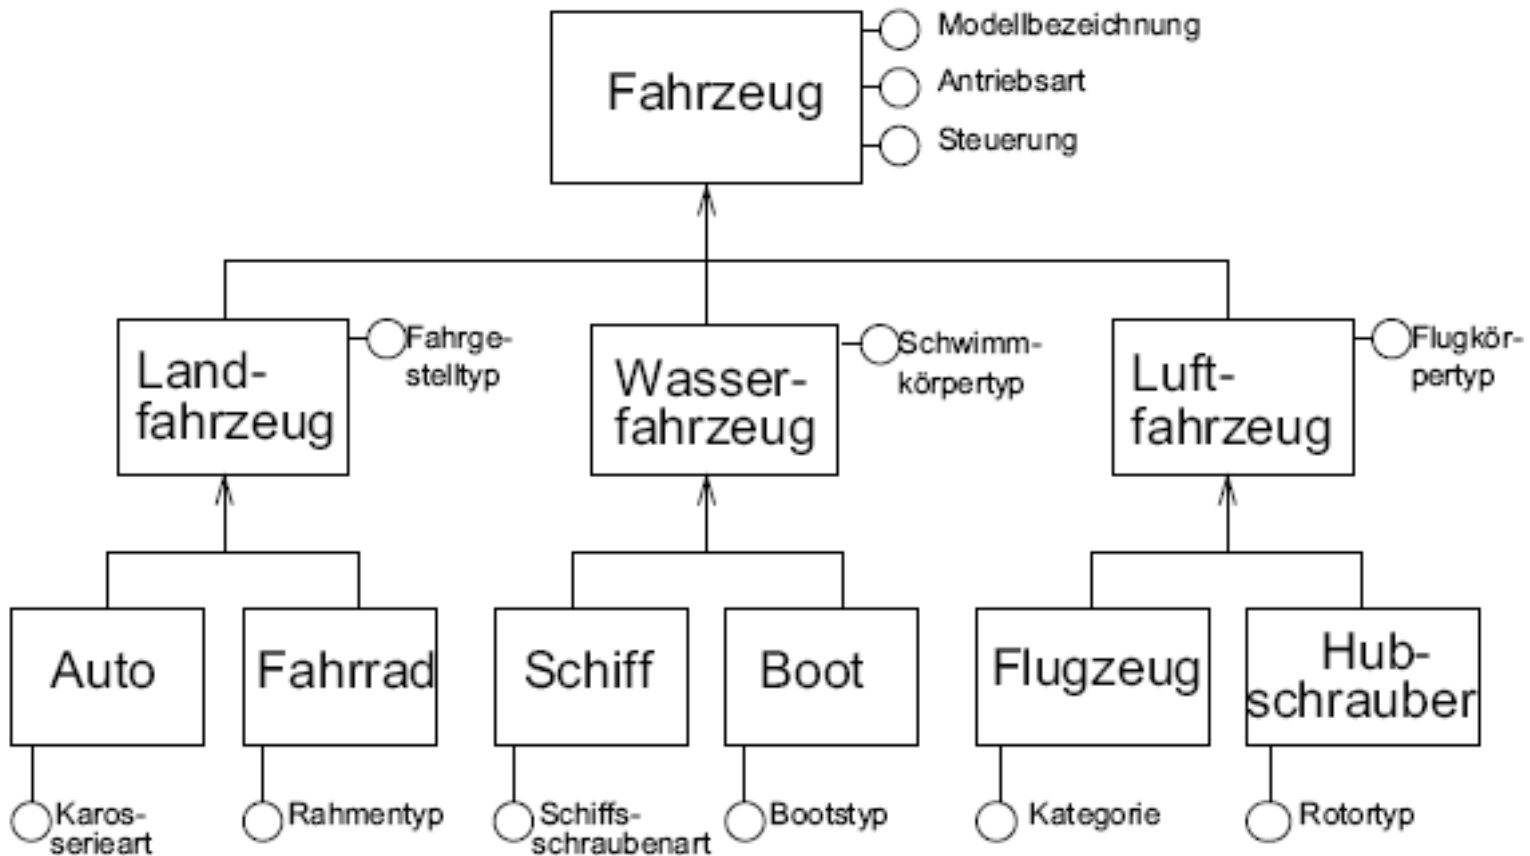 Fahrzeug
Modellbezeichnung
Antriebsart
Steuerung
Land-
fahrzeug
Fahrge-
stelltyp
Wasser-
fahrzeug
Schwimm-
körpertyp
Luft-
fahrzeug
Flugkör-
pertyp
Auto
Fahrrad
Schiff
Boot
Flugzeug
Hub-
schrauber
Karos-
serieart
Rahmentyp
Schiffs-
schraubenart
Bootstyp
Kategorie
Rotortyp